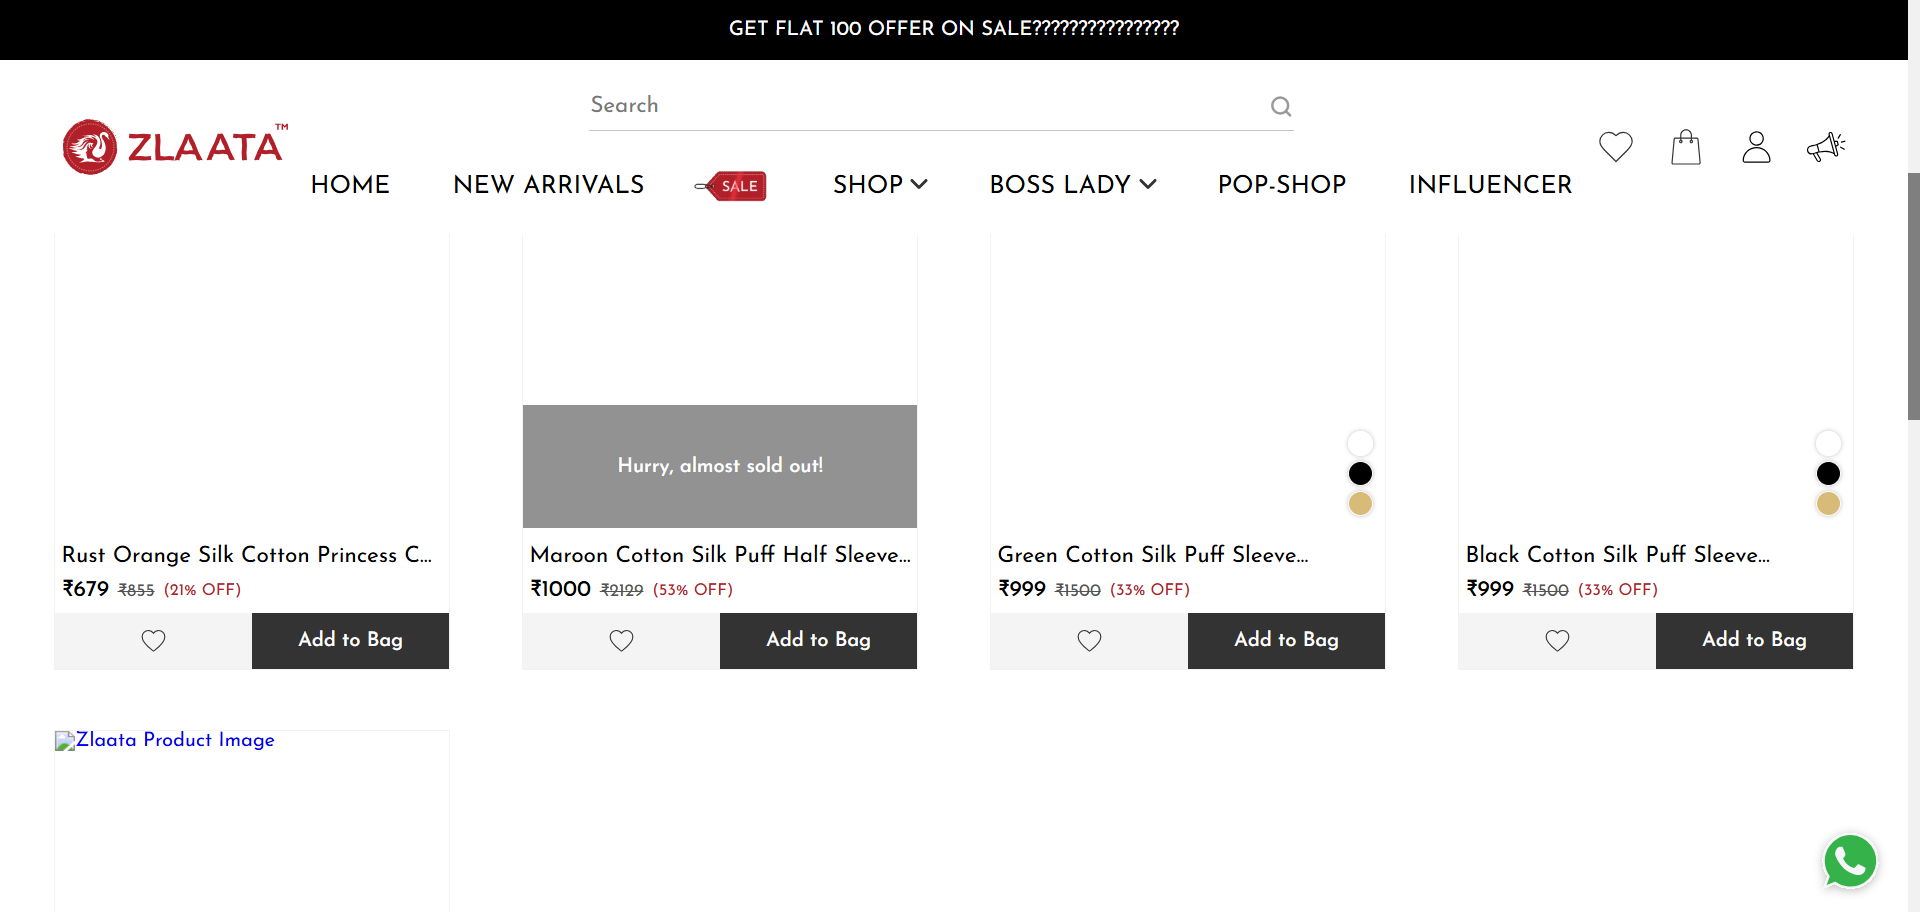 GET FLAT 100 OFFER ON SALE????????????????
Search
ZLAATA™
HOME NEW ARRIVALS SALE SHOP BOSS LADY POP-SHOP INFLUENCER
Hurry, almost sold out!
Rust Orange Silk Cotton Princess C... Maroon Cotton Silk Puff Half Sleeve... Green Cotton Silk Puff Sleeve... Black Cotton Silk Puff Sleeve...
₹679 ₹855 (21% OFF) ₹1000 ₹2129 (53% OFF) ₹999 ₹1500 (33% OFF) ₹999 ₹1500 (33% OFF)
Add to Bag Add to Bag Add to Bag Add to Bag
Zlaata Product Image